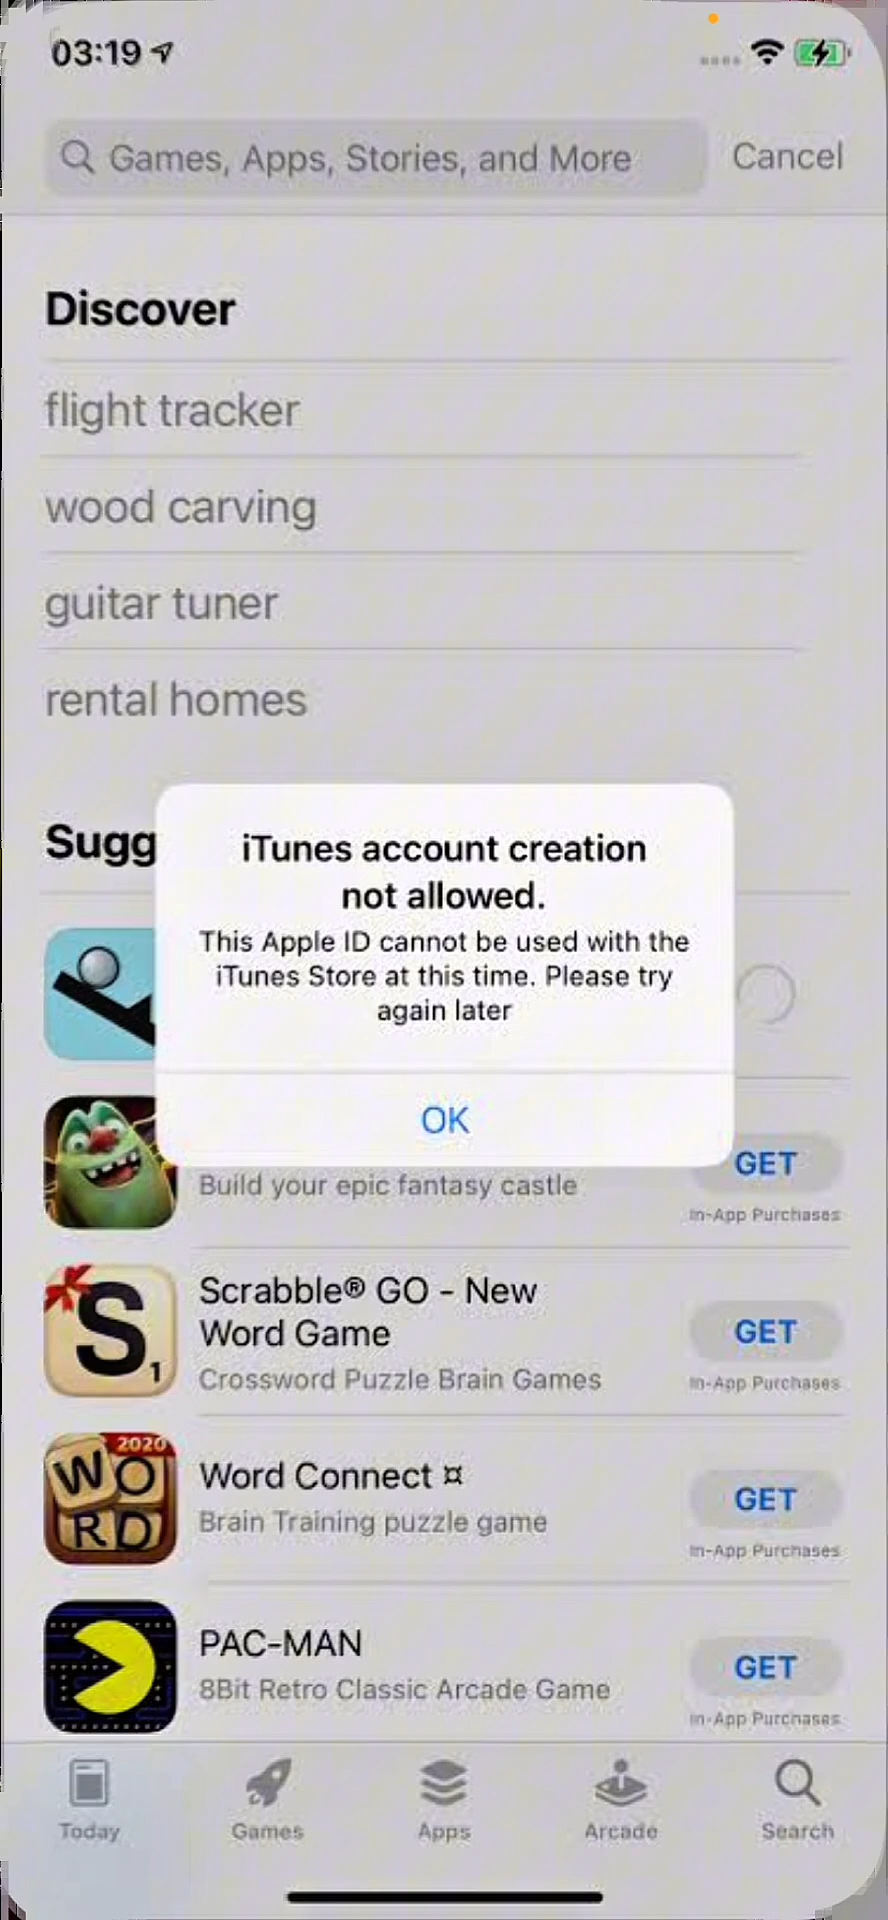 03:19
Games, Apps, Stories, and More
Cancel
Discover
flight tracker
wood carving
guitar tuner
rental homes
Sugg
iTunes account creation
not allowed.
This Apple ID cannot be used with the
iTunes Store at this time. Please try
again later
OK
Build your epic fantasy castle
GET
In-App Purchases
S1
Scrabble® GO - New
Word Game
Crossword Puzzle Brain Games
GET
In-App Purchases
2020
WO
RD
Word Connect ¤
Brain Training puzzle game
GET
In-App Purchases
PAC-MAN
8Bit Retro Classic Arcade Game
GET
In-App Purchases
Today
Games
Apps
Arcade
Search